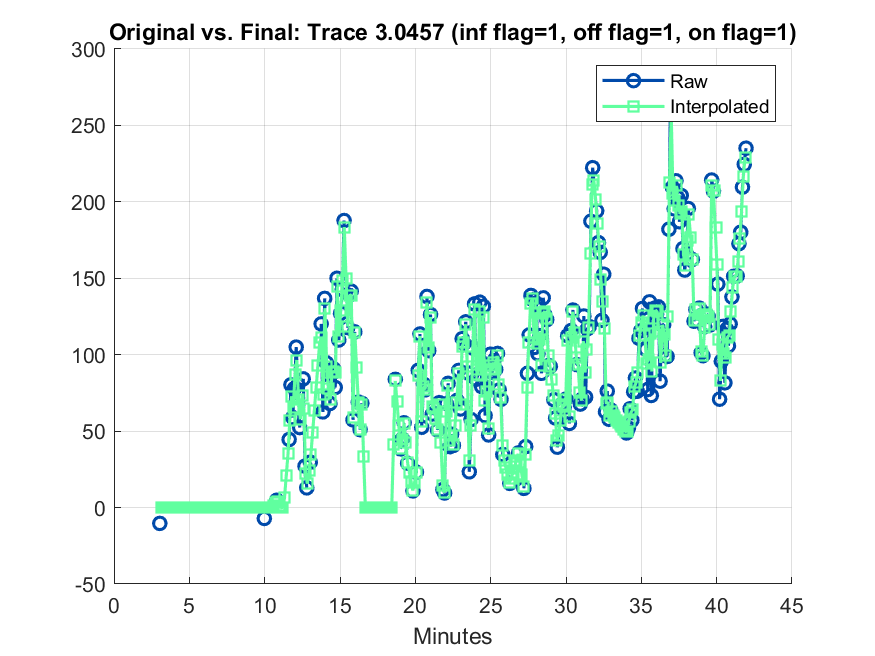 Original vs. Final: Trace 3.0457 (inf flag=1, off flag=1, on flag=1)
300
250
200
150
100
50
0
-50
Raw
Interpolated
0 5 10 15 20 25 30 35 40 45
Minutes